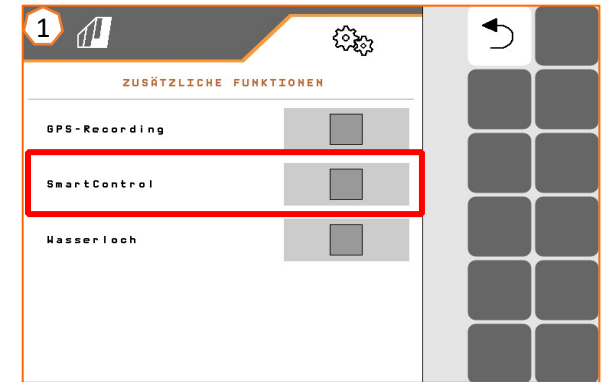 1
ZUSÄTZLICHE FUNKTIONEN
GPS-Recording
SmartControl
Wasserloch